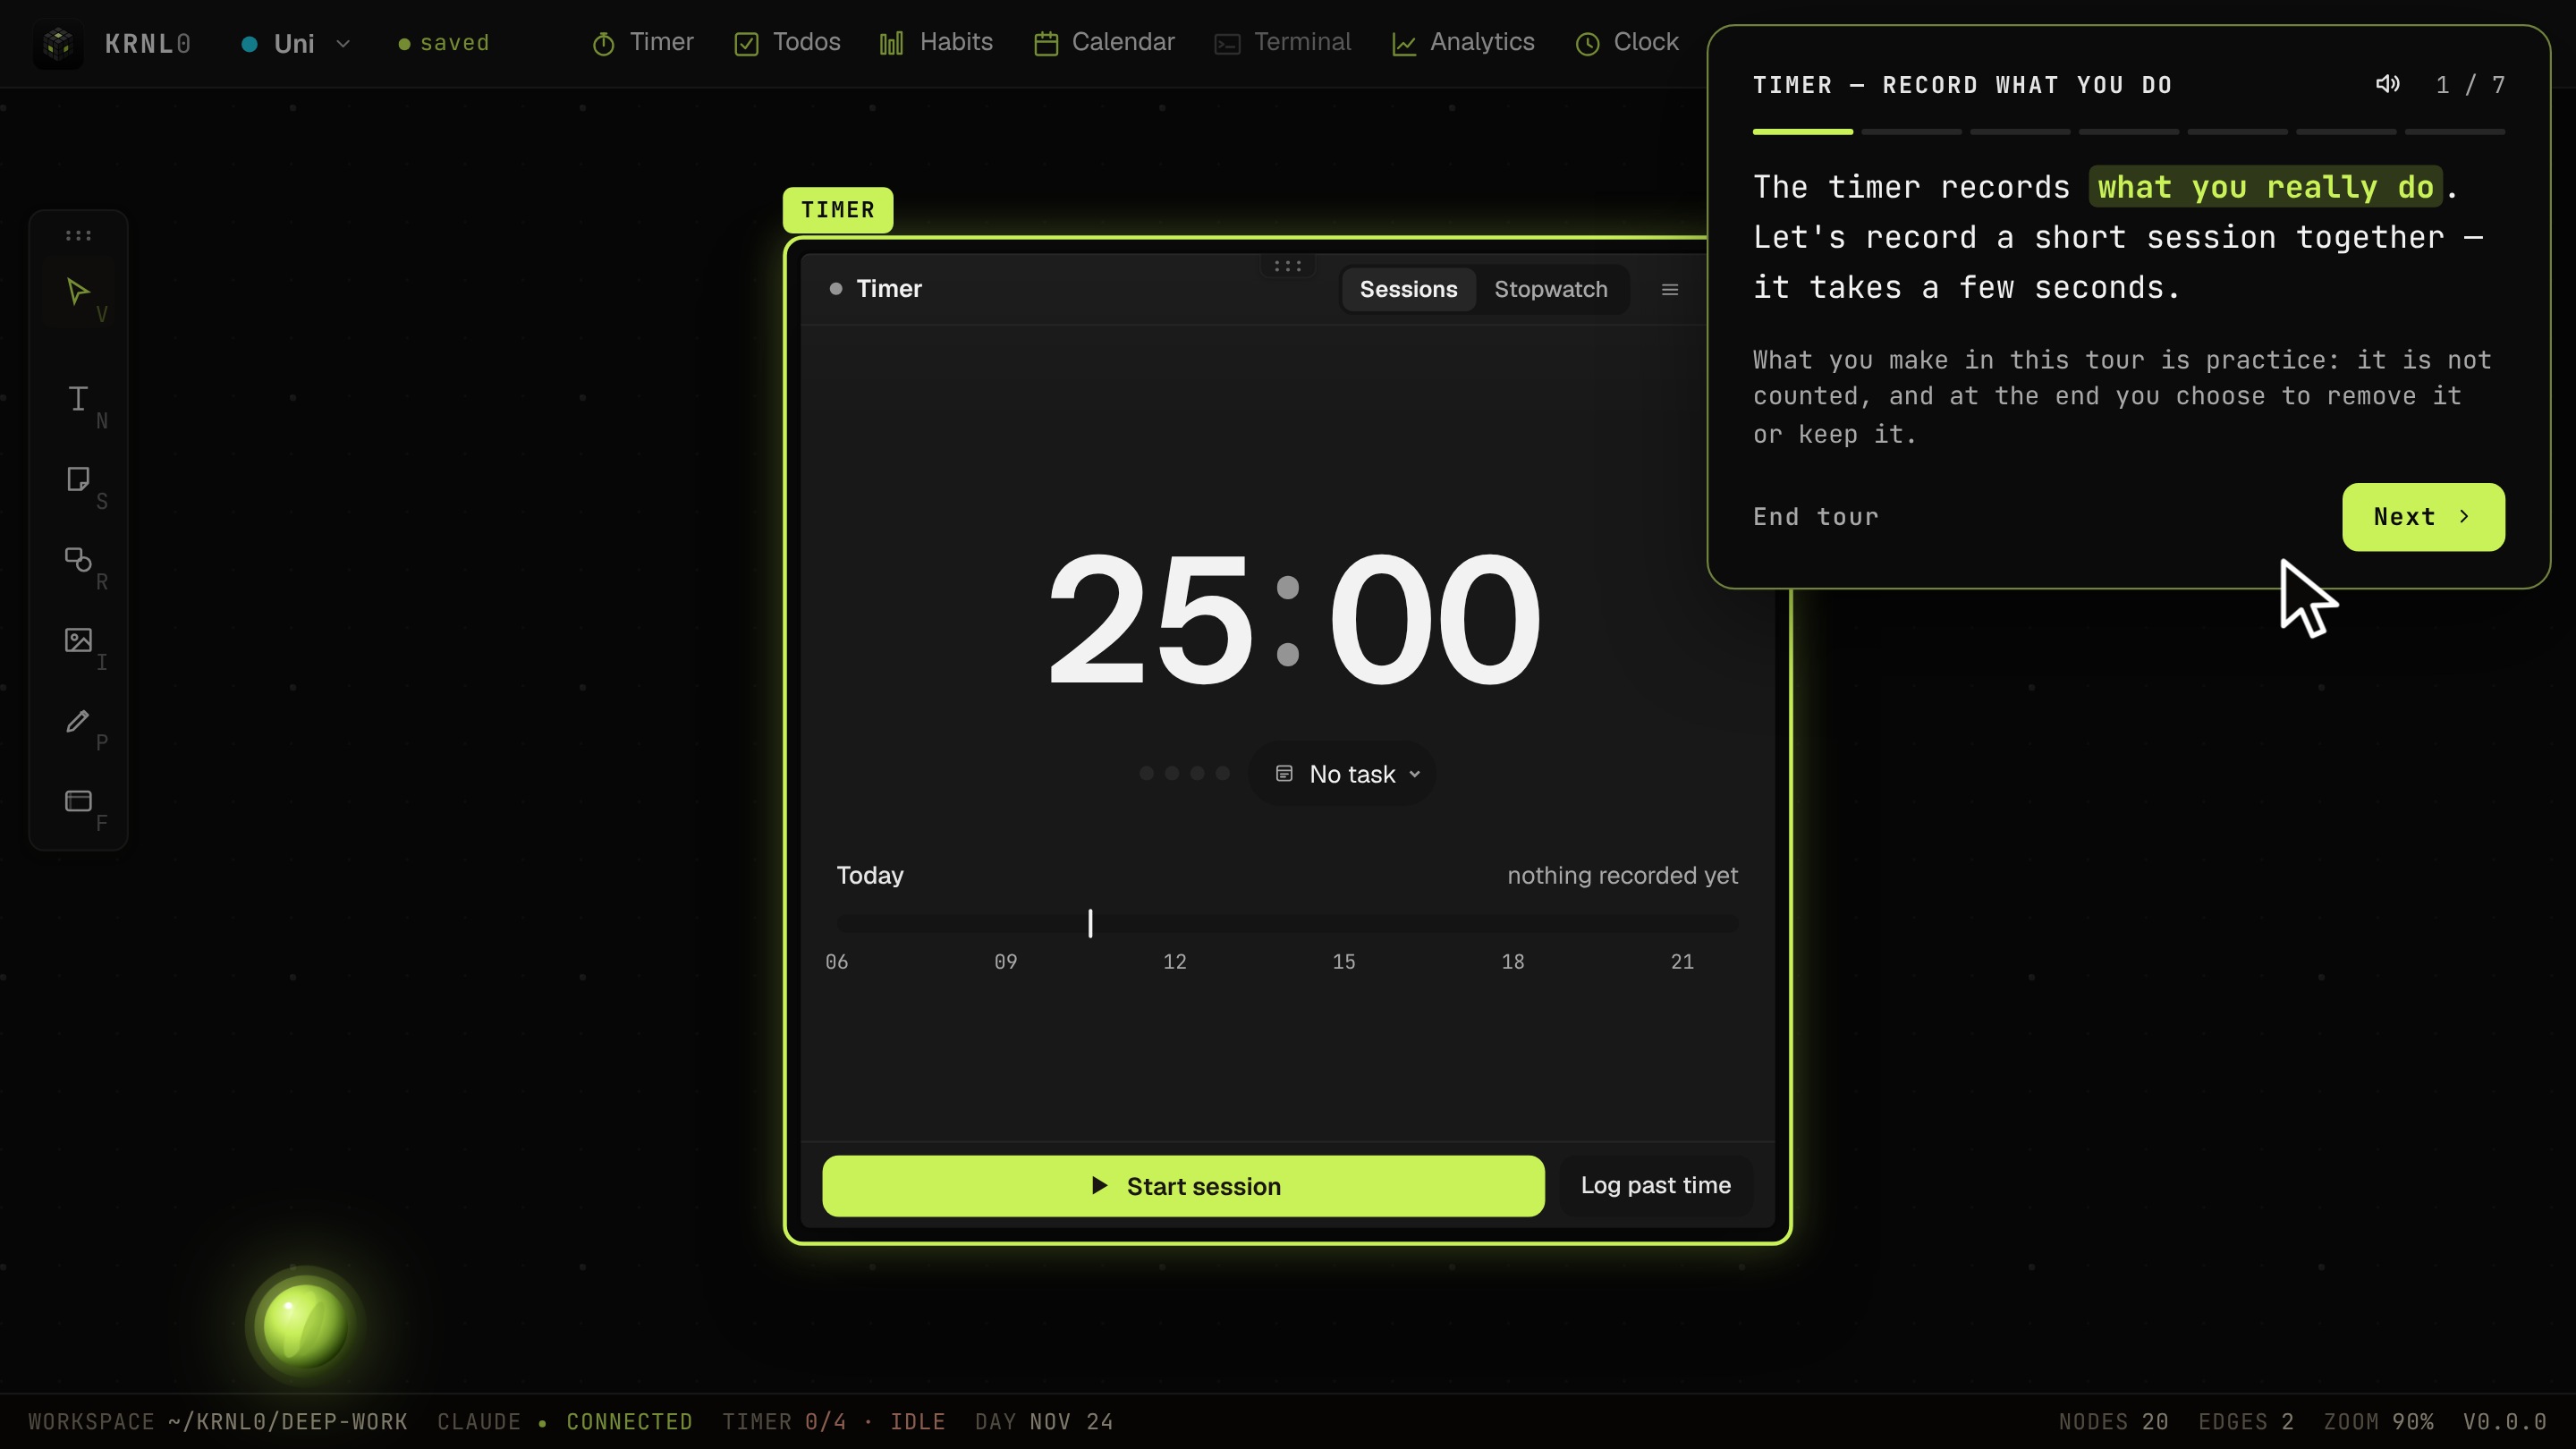 KRNL0
Uni
saved
Timer
Todos
Habits
Calendar
Terminal
Analytics
Clock
TIMER — RECORD WHAT YOU DO
1 / 7
The timer records what you really do.
Let's record a short session together —
it takes a few seconds.
What you make in this tour is practice: it is not
counted, and at the end you choose to remove it
or keep it.
End tour
Next
V
N
S
R
I
P
F
TIMER
Timer
Sessions
Stopwatch
25:00
No task
Today
nothing recorded yet
06 09 12 15 18 21
Start session
Log past time
WORKSPACE ~/KRNL0/DEEP-WORK CLAUDE • CONNECTED TIMER 0/4 · IDLE DAY NOV 24
NODES 20 EDGES 2 ZOOM 90% V0.0.0